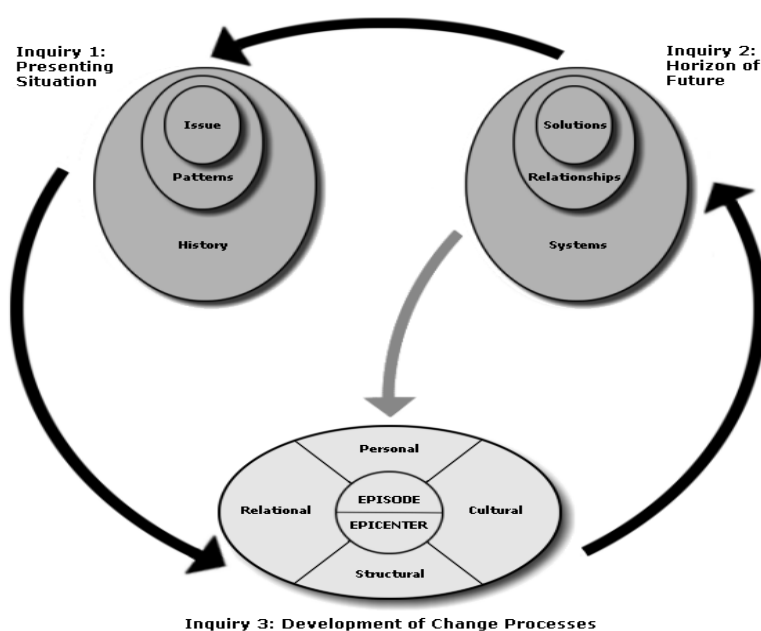 Inquiry 1:
Presenting
Situation
Issue
Patterns
History
Inquiry 2:
Horizon of
Future
Solutions
Relationships
Systems
Personal
Relational
EPISODE
EPICENTER
Cultural
Structural
Inquiry 3: Development of Change Processes